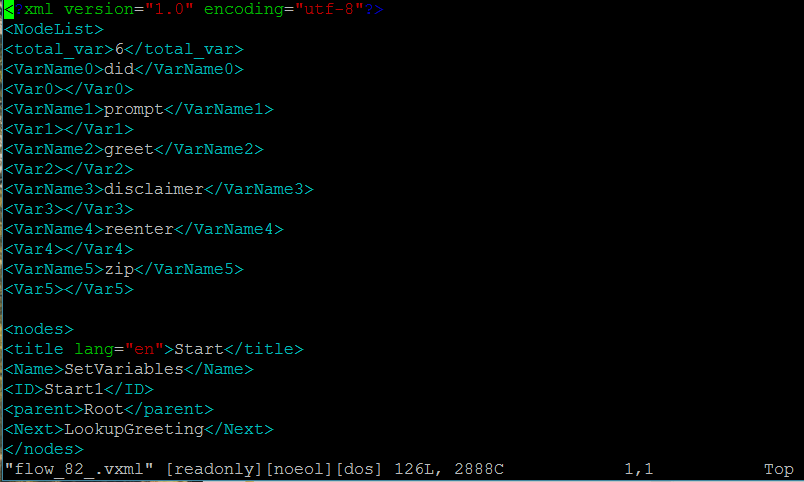 <?xml version="1.0" encoding="utf-8"?>
<NodeList>
<total_var>6</total_var>
<VarName0>did</VarName0>
<Var0></Var0>
<VarName1>prompt</VarName1>
<Var1></Var1>
<VarName2>greet</VarName2>
<Var2></Var2>
<VarName3>disclaimer</VarName3>
<Var3></Var3>
<VarName4>reenter</VarName4>
<Var4></Var4>
<VarName5>zip</VarName5>
<Var5></Var5>

<nodes>
<title lang="en">Start</title>
<Name>SetVariables</Name>
<ID>Start1</ID>
<parent>Root</parent>
<Next>LookupGreeting</Next>
</nodes>
"flow_82_.vxml" [readonly][noeol][dos] 126L, 2888C 1,1 Top